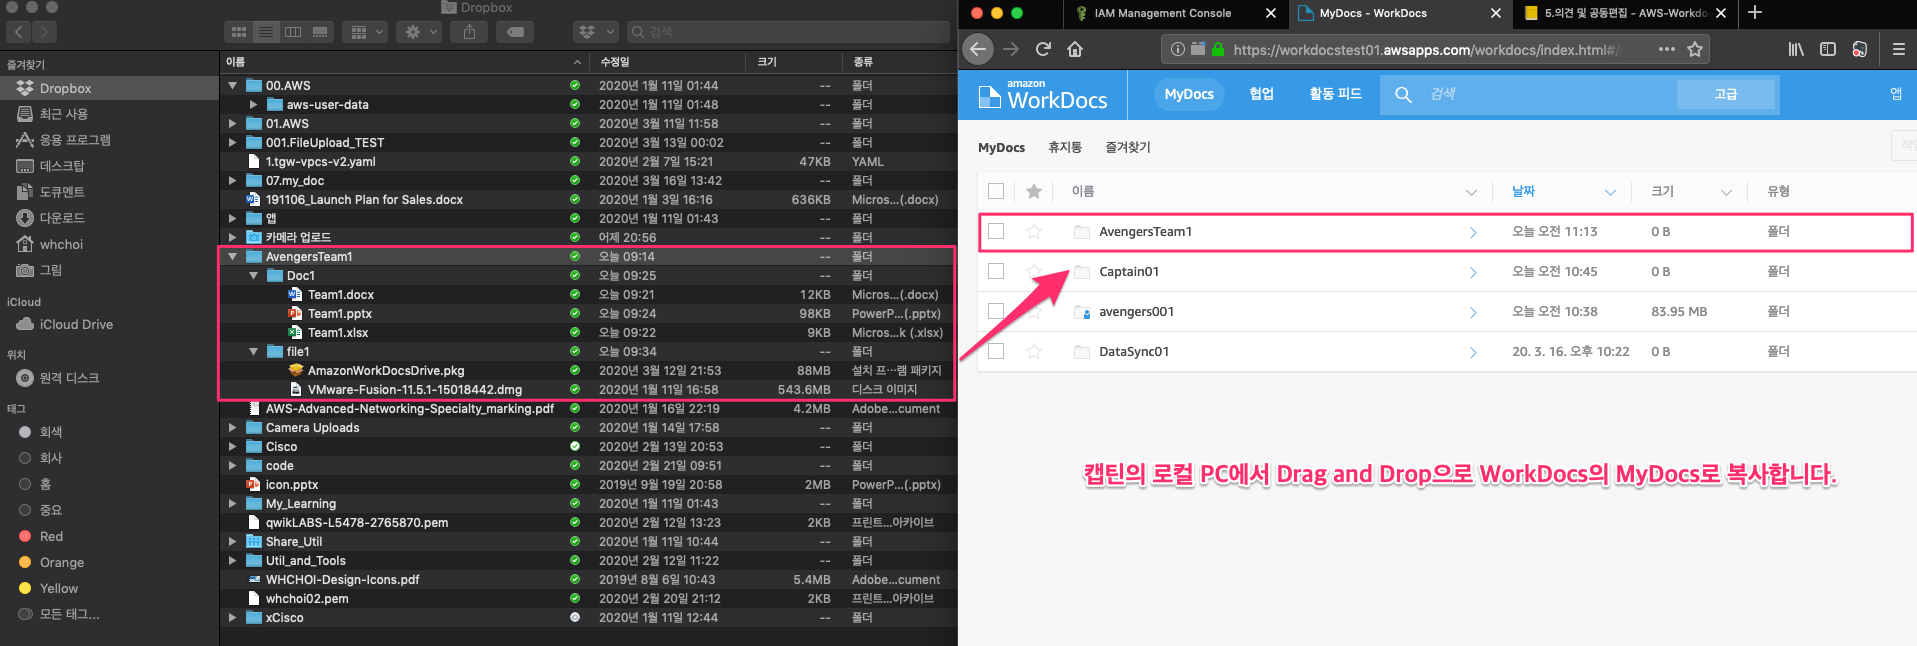 Dropbox
검색
즐겨찾기
Dropbox
최근 사용
응용 프로그램
데스크탑
도큐멘트
다운로드
whchoi
그림
iCloud
iCloud Drive
위치
원격 디스크
태그
회색
회사
홈
중요
Red
Orange
Yellow
모든 태그...
이름 수정일 크기 종류
00.AWS 2020년 1월 11일 01:44 -- 폴더
aws-user-data 2020년 1월 11일 01:48 -- 폴더
01.AWS 2020년 3월 11일 11:58 -- 폴더
001.FileUpload_TEST 2020년 3월 13일 00:02 -- 폴더
1.tgw-vpcs-v2.yaml 2020년 2월 7일 15:21 47KB YAML
07.my_doc 2020년 3월 16일 13:42 -- 폴더
191106_Launch Plan for Sales.docx 2020년 1월 3일 16:16 636KB Micros...(.docx)
앱 2020년 1월 11일 01:43 -- 폴더
카메라 업로드 어제 20:56 -- 폴더
AvengersTeam1 오늘 09:14 -- 폴더
Doc1 오늘 09:25 -- 폴더
Team1.docx 오늘 09:21 12KB Micros...(.docx)
Team1.pptx 오늘 09:24 98KB PowerP...(.pptx)
Team1.xlsx 오늘 09:22 9KB Micros...k (.xlsx)
file1 오늘 09:34 -- 폴더
AmazonWorkDocsDrive.pkg 2020년 3월 12일 21:53 88MB 설치 프...램 패키지
VMware-Fusion-11.5.1-15018442.dmg 2020년 1월 11일 16:58 543.6MB 디스크 이미지
AWS-Advanced-Networking-Specialty_marking.pdf 2020년 1월 16일 22:19 4.2MB Adobe...cument
Camera Uploads 2020년 1월 14일 17:58 -- 폴더
Cisco 2020년 2월 13일 20:53 -- 폴더
code 2020년 2월 21일 09:51 -- 폴더
icon.pptx 2019년 9월 19일 20:58 2MB PowerP...(.pptx)
My_Learning 2020년 1월 11일 01:43 -- 폴더
qwikLABS-L5478-2765870.pem 2020년 2월 12일 13:23 2KB 프린트...아카이브
Share_Util 2020년 1월 11일 10:44 -- 폴더
Util_and_Tools 2020년 2월 12일 11:22 -- 폴더
WHCHOI-Design-Icons.pdf 2019년 8월 6일 10:43 5.4MB Adobe...cument
whchoi02.pem 2020년 2월 20일 21:12 2KB 프린트...아카이브
xCisco 2020년 1월 11일 12:44 -- 폴더
IAM Management Console MyDocs - WorkDocs 5.의견 및 공동편집 - AWS-Workdo
https://workdocstest01.awsapps.com/workdocs/index.html#/
amazon
WorkDocs MyDocs 협업 활동 피드 검색 고급 앱
MyDocs 휴지통 즐겨찾기 작업
이름 날짜 크기 유형
AvengersTeam1 오늘 오전 11:13 0 B 폴더
Captain01 오늘 오전 10:45 0 B 폴더
avengers001 오늘 오전 10:38 83.95 MB 폴더
DataSync01 20. 3. 16. 오후 10:22 0 B 폴더
캡틴의 로컬 PC에서 Drag and Drop으로 WorkDocs의 MyDocs로 복사합니다.